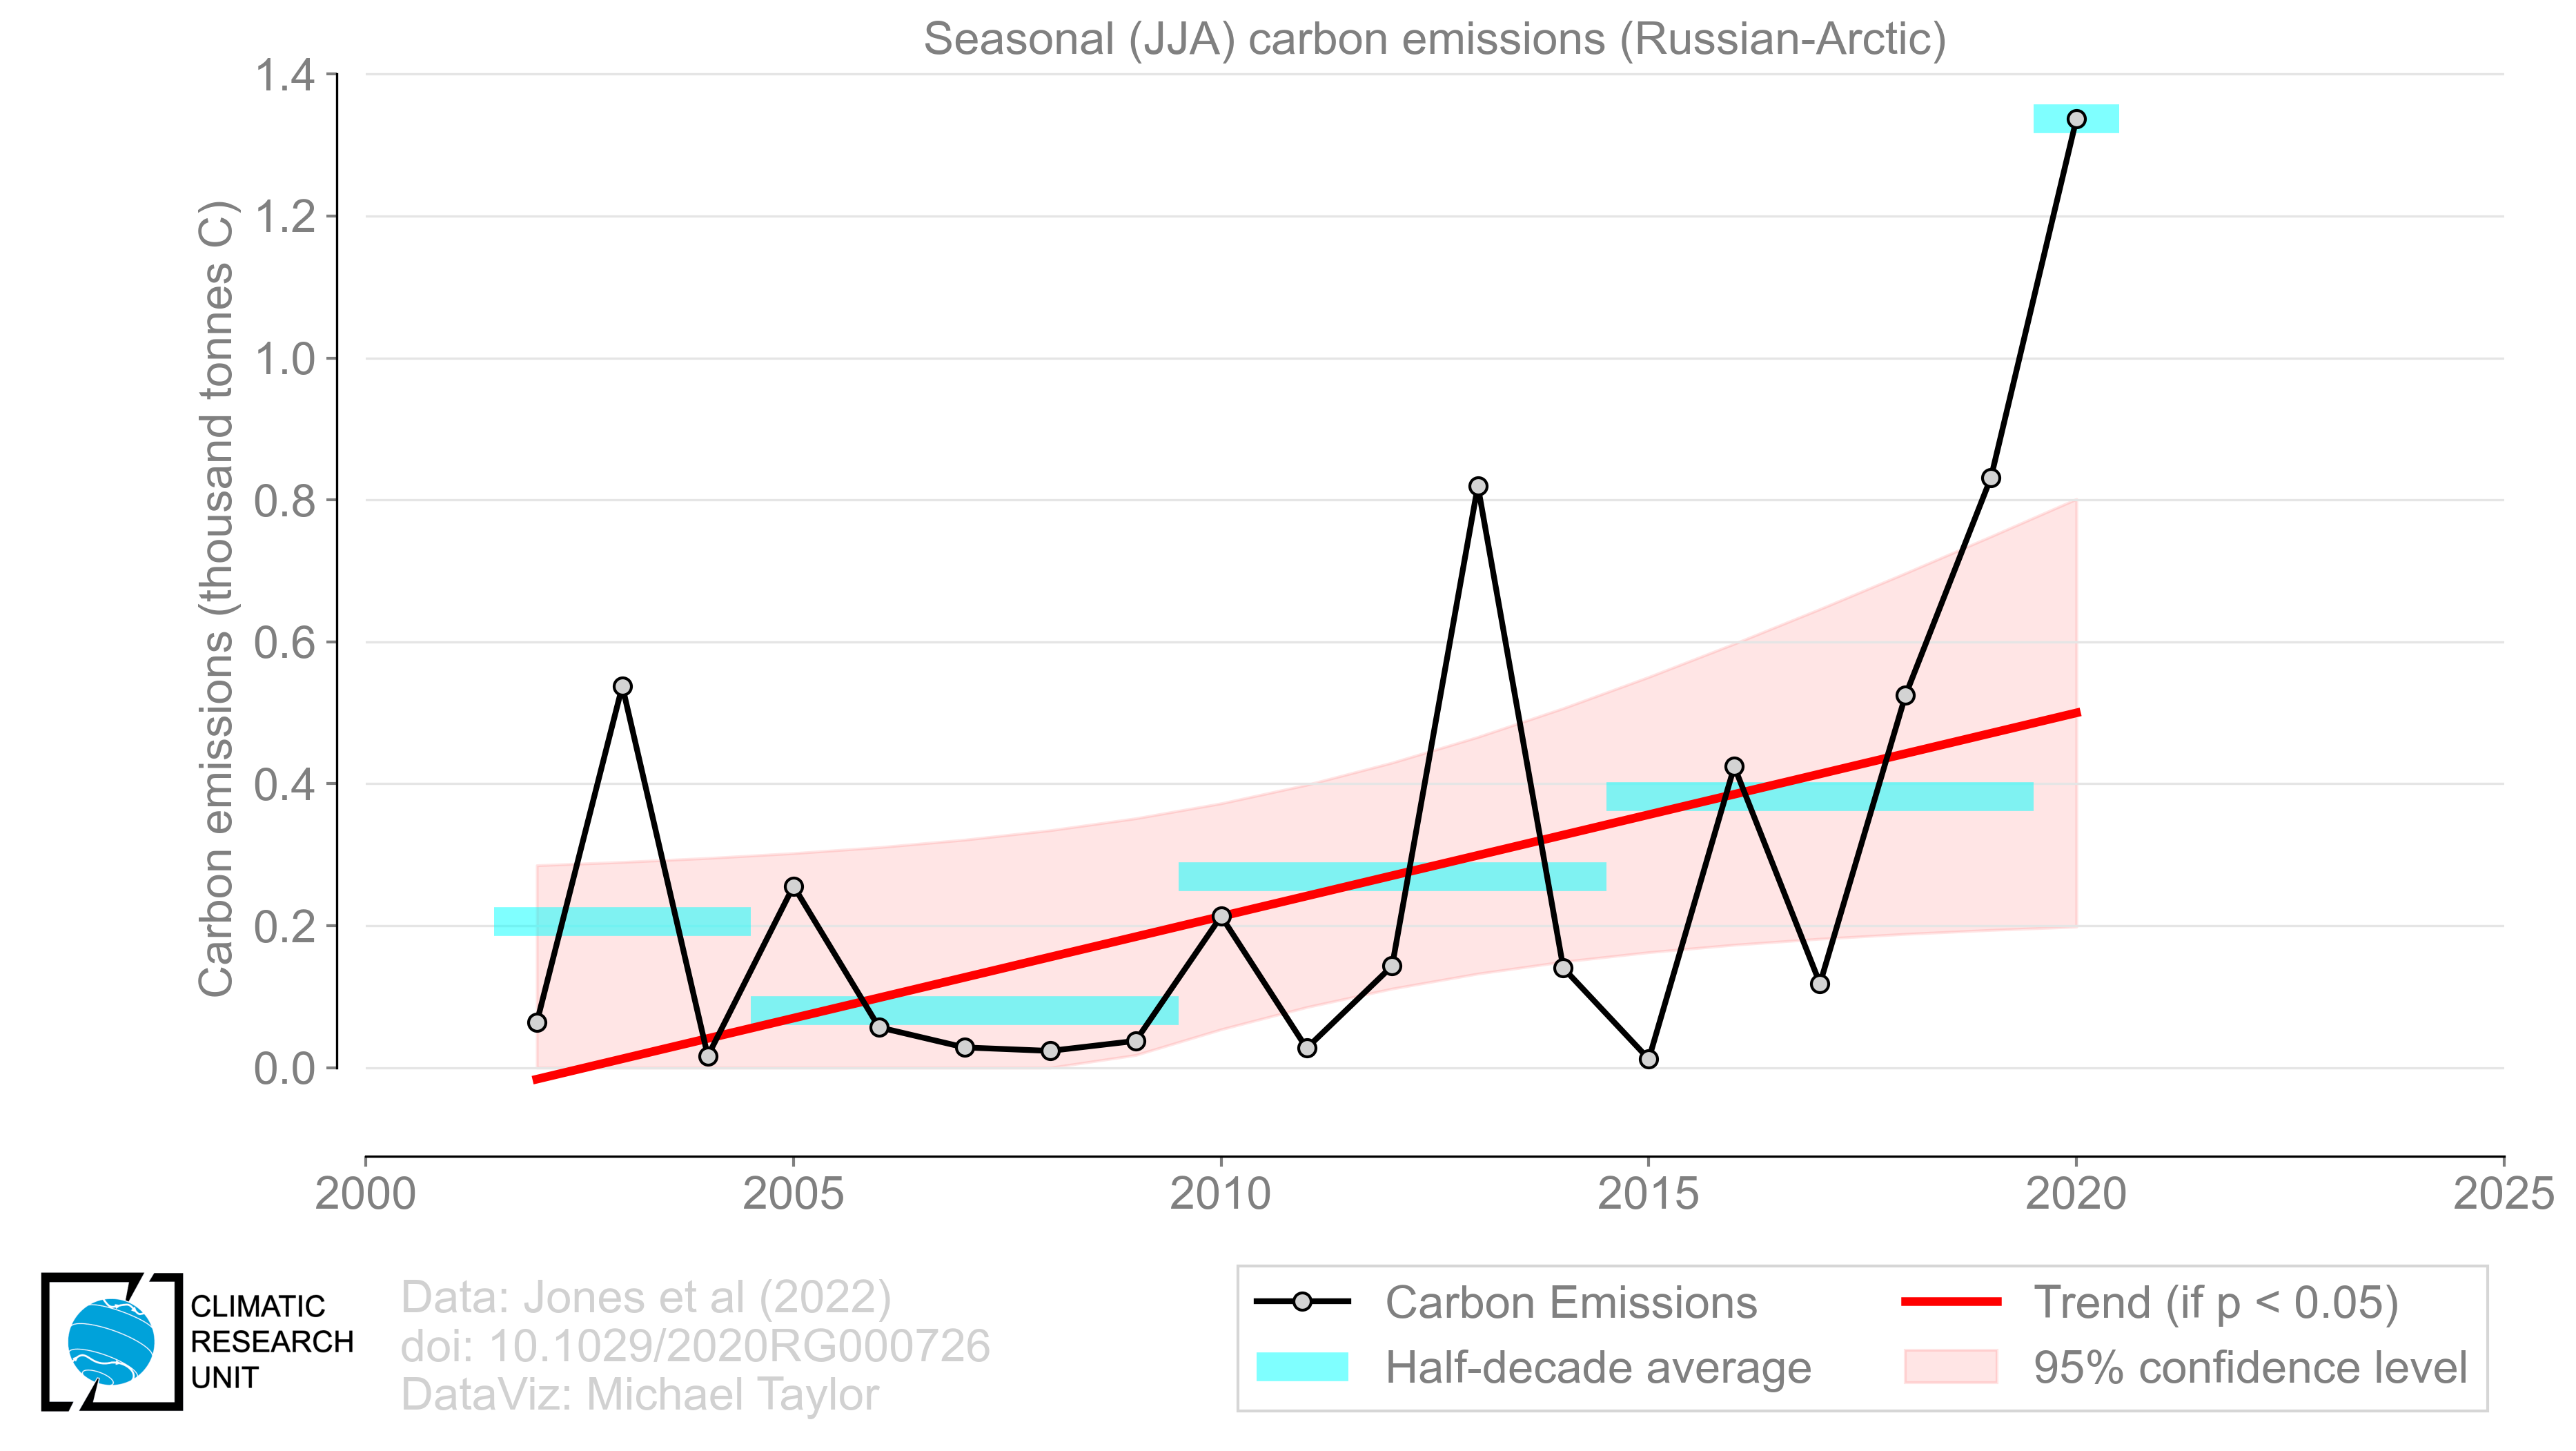 Seasonal (JJA) carbon emissions (Russian-Arctic)
Carbon emissions (thousand tonnes C)
1.4
1.2
1.0
0.8
0.6
0.4
0.2
0.0
2000 2005 2010 2015 2020 2025
CLIMATIC
RESEARCH
UNIT
Data: Jones et al (2022)
doi: 10.1029/2020RG000726
DataViz: Michael Taylor
Carbon Emissions
Half-decade average
Trend (if p < 0.05)
95% confidence level